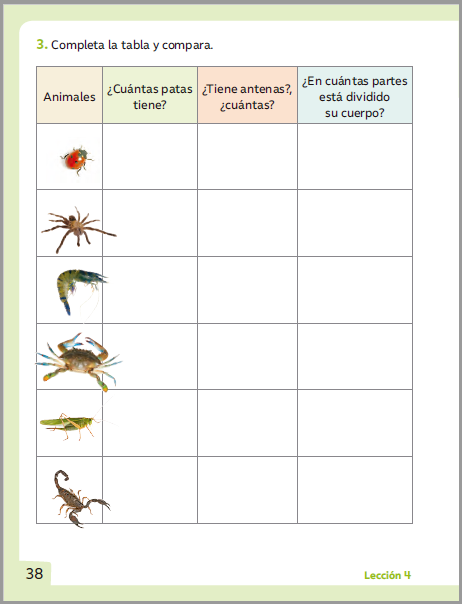 3. Completa la tabla y compara.
Animales
¿Cuántas patas
tiene?
¿Tiene antenas?,
¿cuántas?
¿En cuántas partes
está dividido
su cuerpo?
38
Lección 4